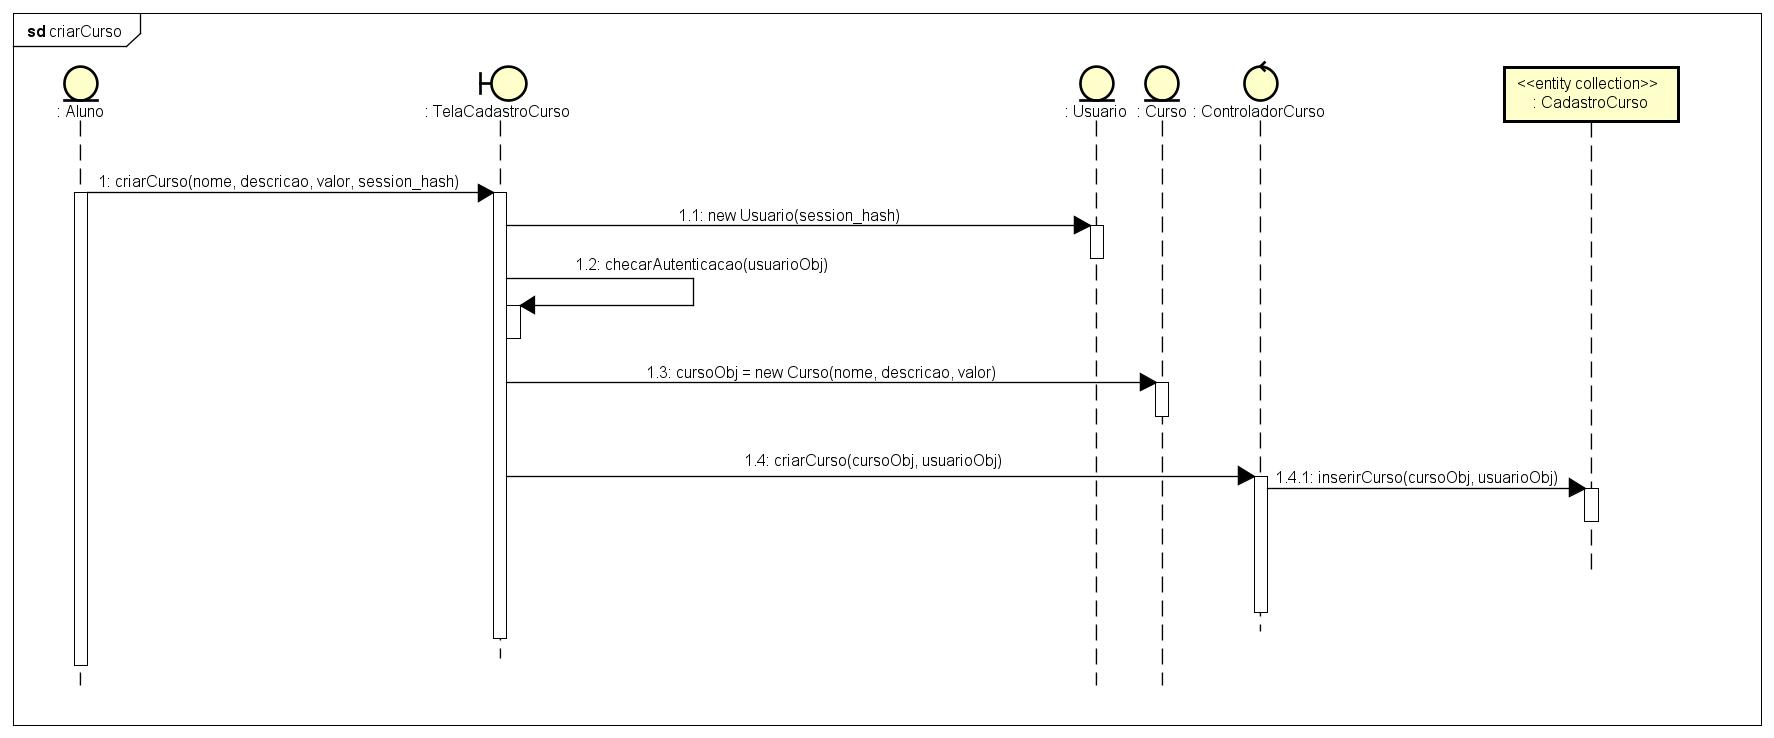 sd criarCurso
: Aluno
: TelaCadastroCurso
: Usuario
: Curso
: ControladorCurso
<<entity collection>>
: CadastroCurso
1: criarCurso(nome, descricao, valor, session_hash)
1.1: new Usuario(session_hash)
1.2: checarAutenticacao(usuarioObj)
1.3: cursoObj = new Curso(nome, descricao, valor)
1.4: criarCurso(cursoObj, usuarioObj)
1.4.1: inserirCurso(cursoObj, usuarioObj)